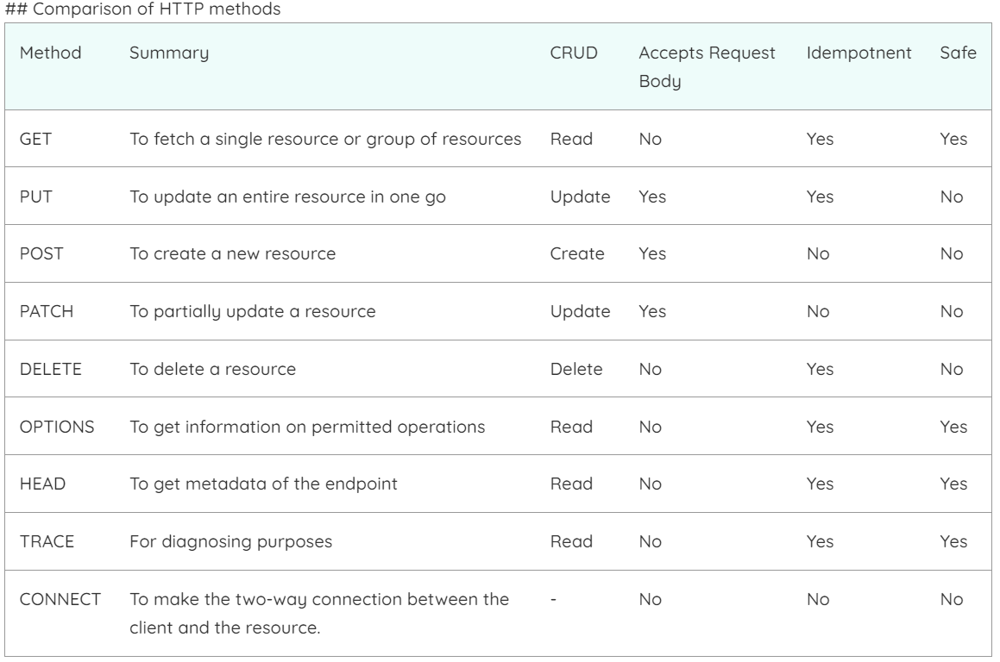 ## Comparison of HTTP methods
Method Summary CRUD Accepts Request Body Idempotnent Safe
GET To fetch a single resource or group of resources Read No Yes Yes
PUT To update an entire resource in one go Update Yes Yes No
POST To create a new resource Create Yes No No
PATCH To partially update a resource Update Yes No No
DELETE To delete a resource Delete No Yes No
OPTIONS To get information on permitted operations Read No Yes Yes
HEAD To get metadata of the endpoint Read No Yes Yes
TRACE For diagnosing purposes Read No Yes Yes
CONNECT To make the two-way connection between the client and the resource. - No No No